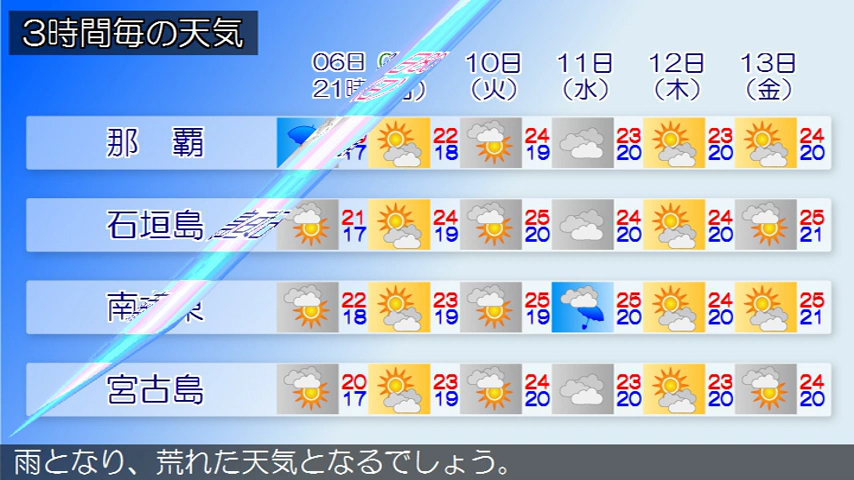 3時間毎の天気
06日 10日 11日 12日 13日
21時 (火) (水) (木) (金)
那 覇 17 22 18 24 19 23 20 23 20 24 20
石垣島 21 17 24 19 25 20 24 20 24 20 25 21
南 東 22 18 23 19 25 19 25 20 24 20 25 21
宮古島 20 17 23 19 24 20 23 20 23 20 24 20
雨となり、荒れた天気となるでしょう。